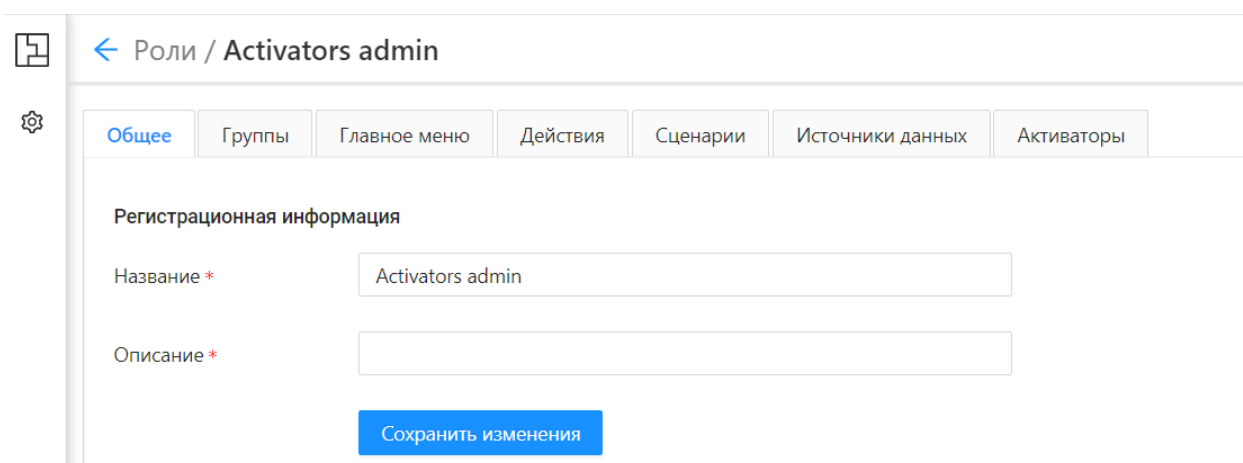 Роли / Activators admin
Общее Группы Главное меню Действия Сценарии Источники данных Активаторы
Регистрационная информация
Название * Activators admin
Описание *
Сохранить изменения